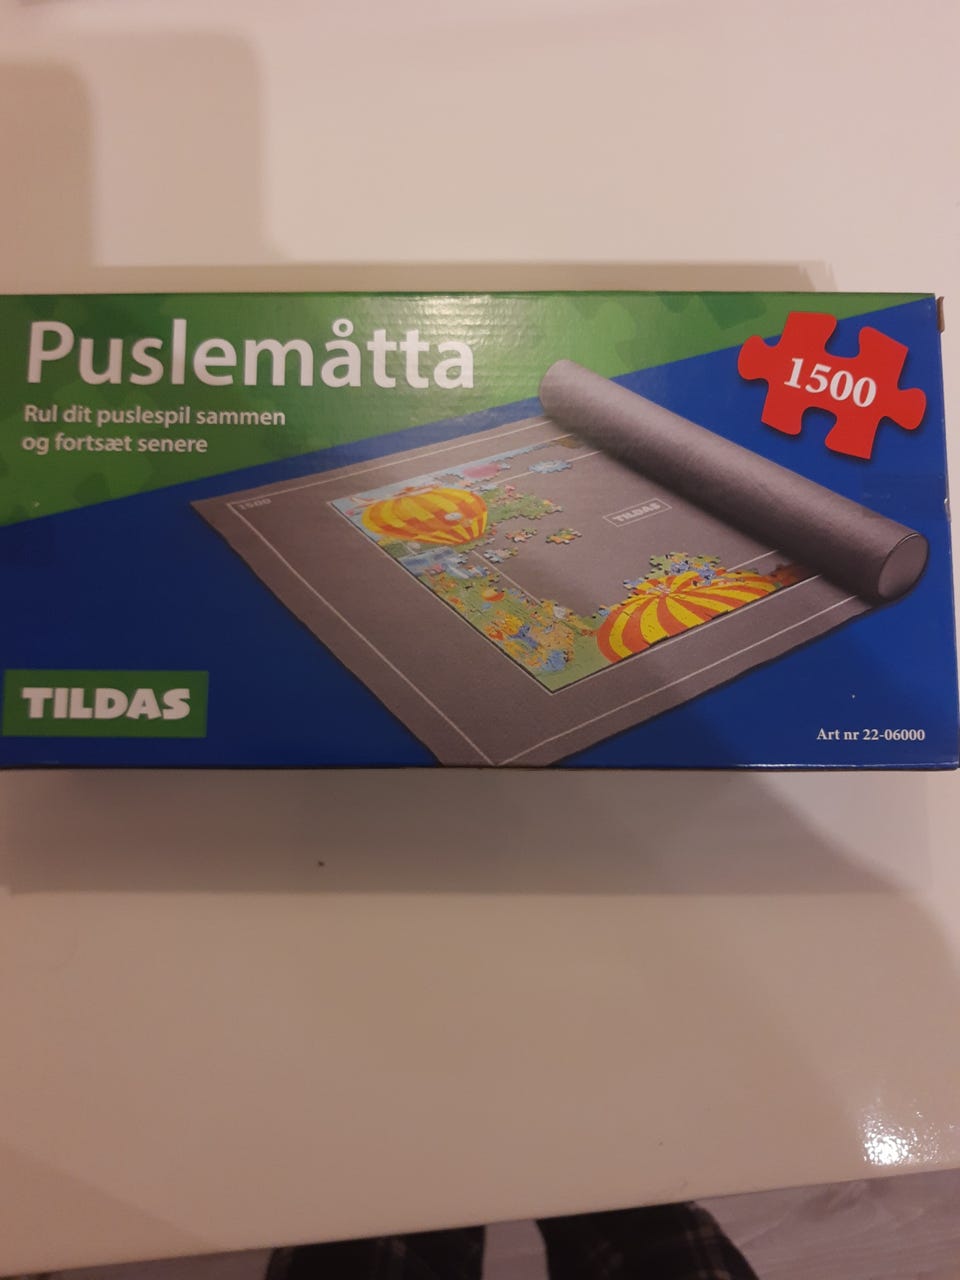 Puslemåtta
Rul dit puslespil sammen
og fortsæt senere
1500
1500
TILDAS
TILDAS
Art nr 22-06000